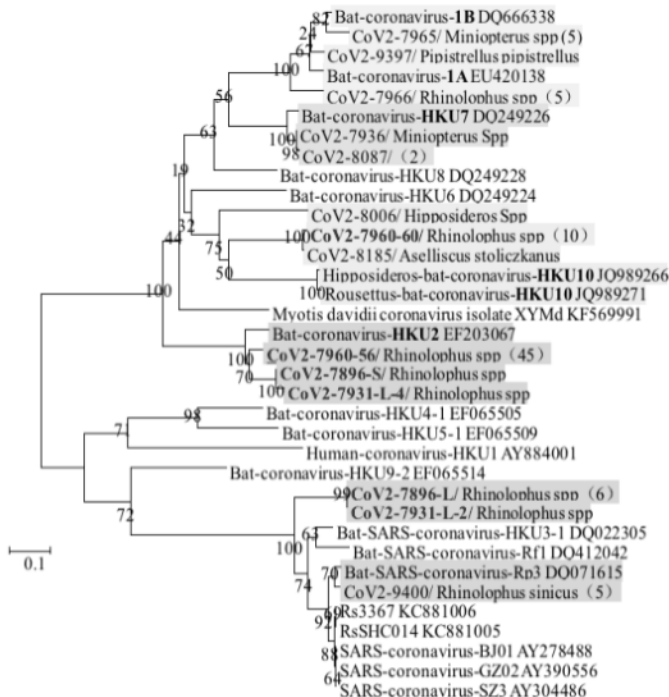 82 Bat-coronavirus-1B DQ666338
24 CoV2-7965/ Miniopterus spp(5)
67 CoV2-9397/ Pipistrellus pipistrellus
100 Bat-coronavirus-1A EU420138
56 CoV2-7966/ Rhinolophus spp（5）
Bat-coronavirus-HKU7 DQ249226
63 100 CoV2-7936/ Miniopterus Spp
98 CoV2-8087/（2）
19 Bat-coronavirus-HKU8 DQ249228
Bat-coronavirus-HKU6 DQ249224
32 CoV2-8006/ Hipposideros Spp
44 100 CoV2-7960-60/ Rhinolophus spp（10）
75 CoV2-8185/ Aselliscus stoliczkanus
50 Hipposideros-bat-coronavirus-HKU10 JQ989266
100 100 Rousettus-bat-coronavirus-HKU10 JQ989271
Myotis davidii coronavirus isolate XYMd KF569991
Bat-coronavirus-HKU2 EF203067
100 CoV2-7960-56/ Rhinolophus spp（45）
70 CoV2-7896-S/ Rhinolophus spp
100 CoV2-7931-L-4/ Rhinolophus spp
98 Bat-coronavirus-HKU4-1 EF065505
71 Bat-coronavirus-HKU5-1 EF065509
Human-coronavirus-HKU1 AY884001
Bat-coronavirus-HKU9-2 EF065514
99 CoV2-7896-L/ Rhinolophus spp（6）
72 CoV2-7931-L-2/ Rhinolophus spp
63 Bat-SARS-coronavirus-HKU3-1 DQ022305
100 Bat-SARS-coronavirus-Rf1 DQ412042
0.1 70 Bat-SARS-coronavirus-Rp3 DQ071615
74 CoV2-9400/ Rhinolophus sinicus（5）
Rs3367 KC881006
92 RsSHC014 KC881005
88 SARS-coronavirus-BJ01 AY278488
SARS-coronavirus-GZ02 AY390556
64 SARS-coronavirus-SZ3 AY304486